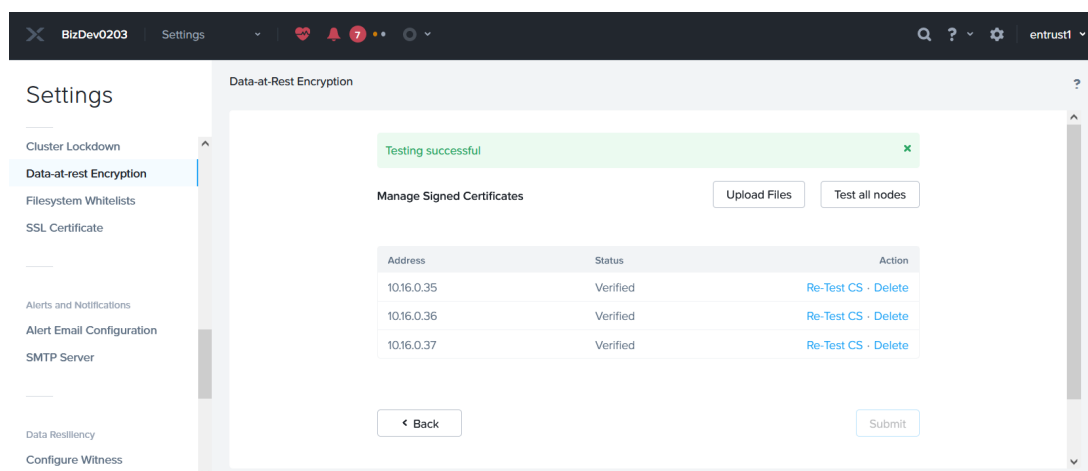 BizDev0203 Settings 7 ? entrust1
Settings
Cluster Lockdown
Data-at-rest Encryption
Filesystem Whitelists
SSL Certificate
Alerts and Notifications
Alert Email Configuration
SMTP Server
Data Resiliency
Configure Witness
Data-at-Rest Encryption ?
Testing successful ×
Manage Signed Certificates Upload Files Test all nodes
Address Status Action
10.16.0.35 Verified Re-Test CS · Delete
10.16.0.36 Verified Re-Test CS · Delete
10.16.0.37 Verified Re-Test CS · Delete
< Back Submit